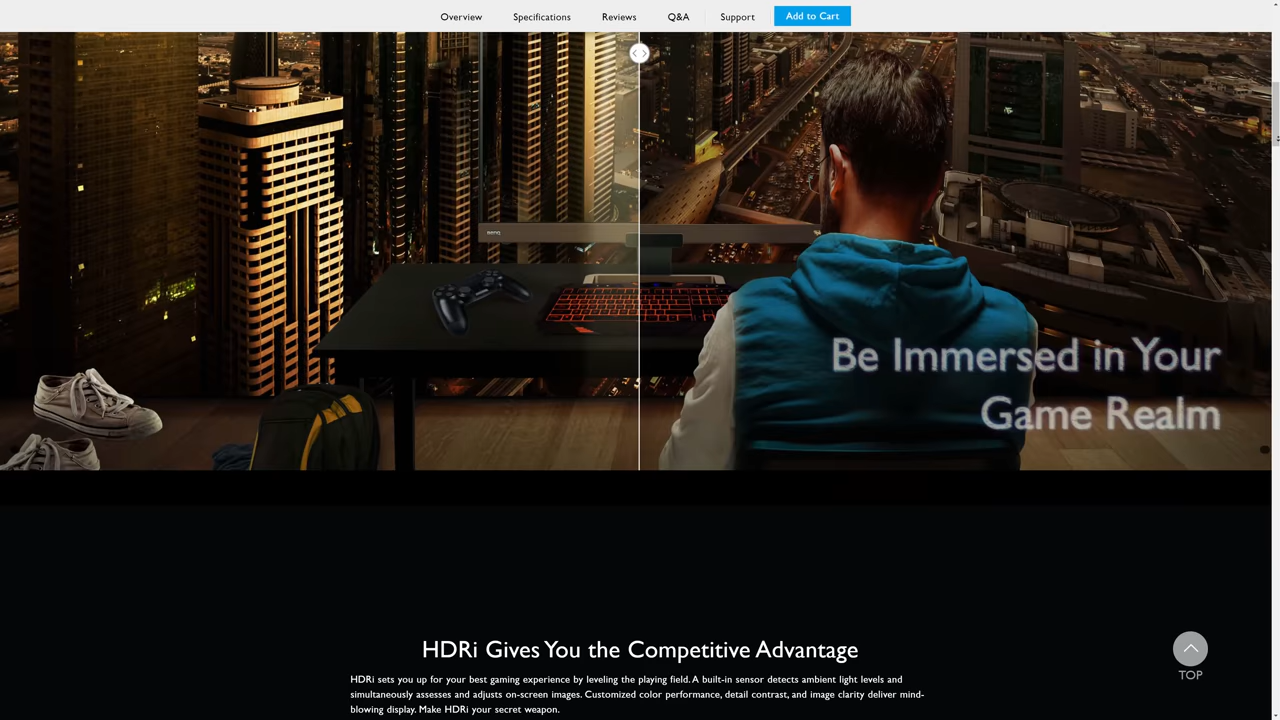 Overview Specifications Reviews Q&A Support Add to Cart
BenQ
Be Immersed in Your
Game Realm
HDRi Gives You the Competitive Advantage
HDRi sets you up for your best gaming experience by leveling the playing field. A built-in sensor detects ambient light levels and
simultaneously assesses and adjusts on-screen images. Customized color performance, detail contrast, and image clarity deliver mind-
blowing display. Make HDRi your secret weapon.
TOP